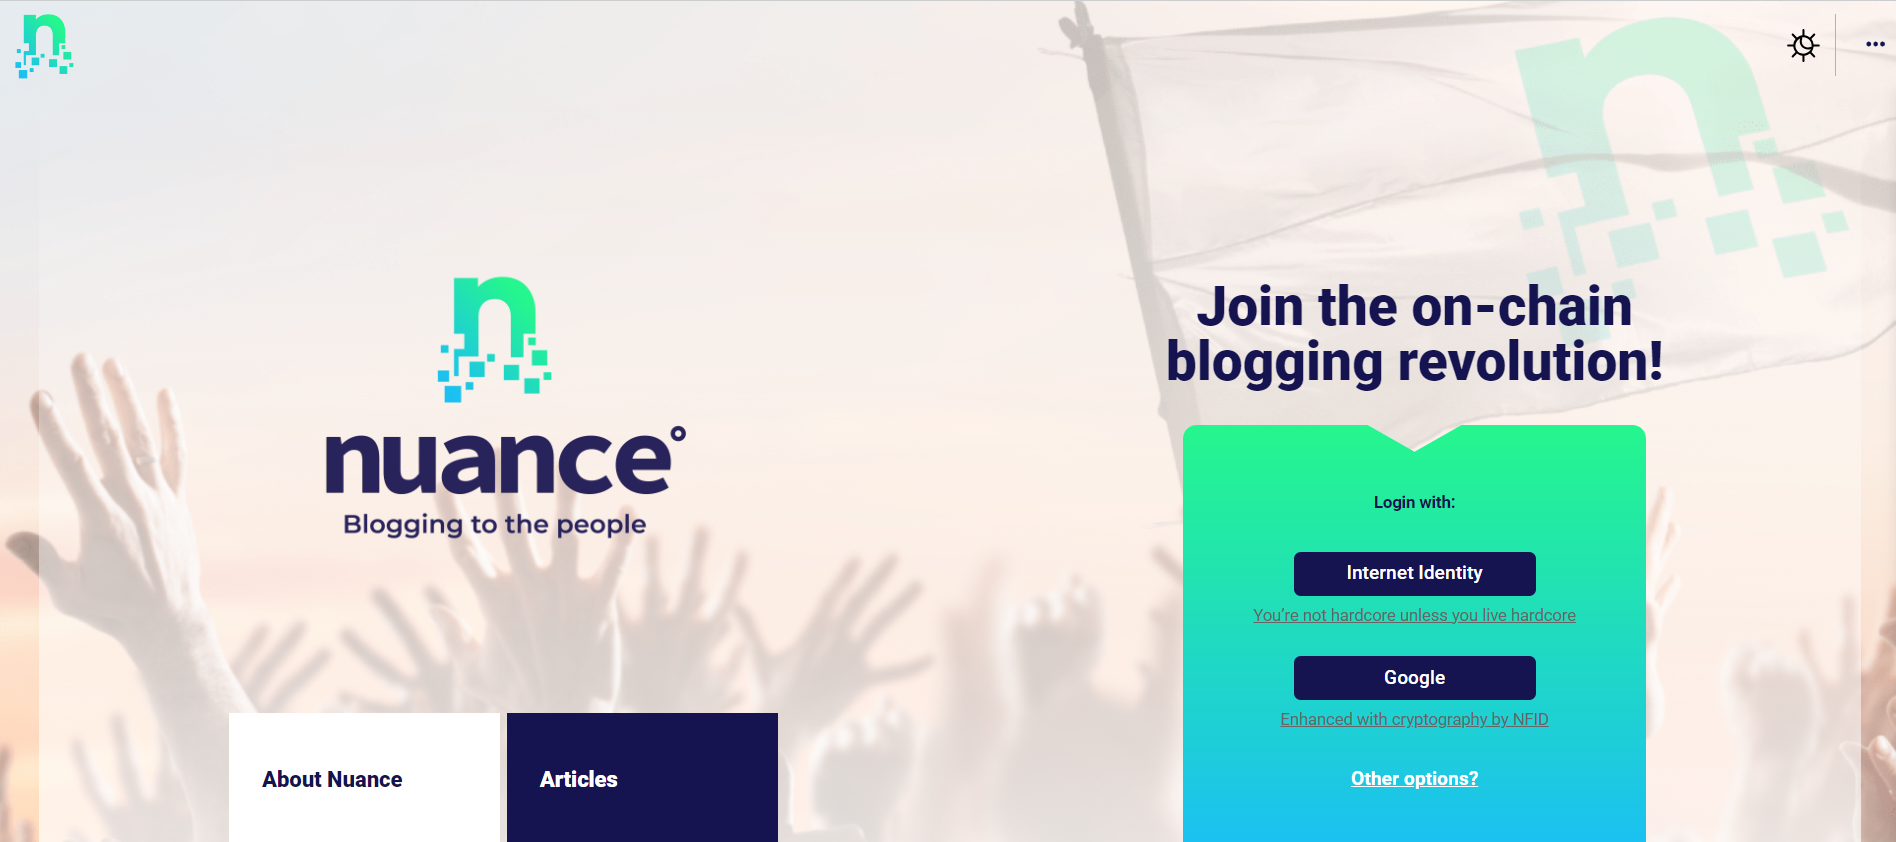 nuance°
Blogging to the people
About Nuance
Articles
Join the on-chain
blogging revolution!
Login with:
Internet Identity
You’re not hardcore unless you live hardcore
Google
Enhanced with cryptography by NFID
Other options?